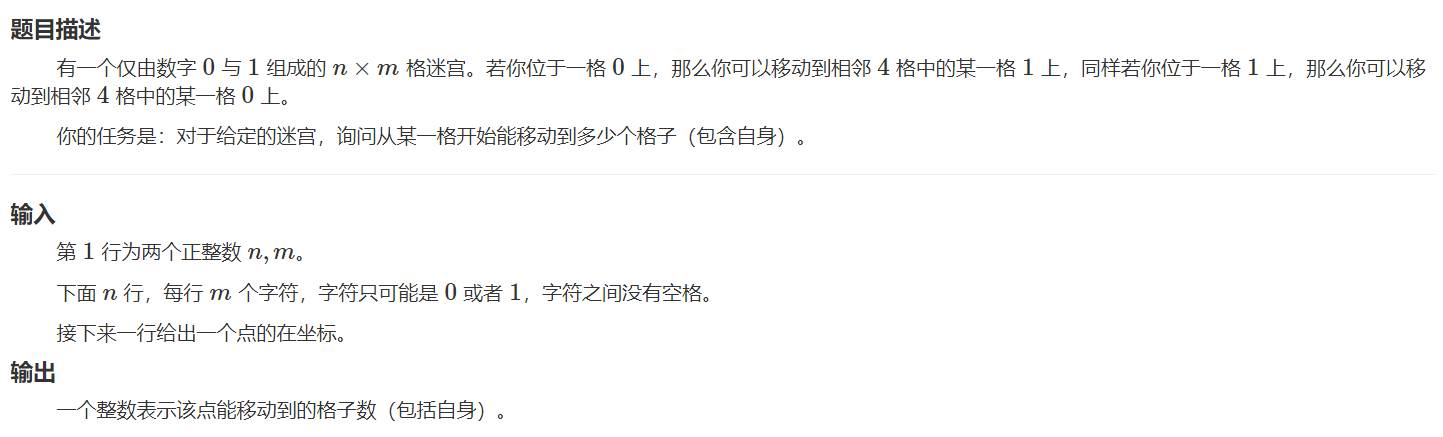 题目描述
有一个仅由数字 0 与 1 组成的 n × m 格迷宫。若你位于一格 0 上，那么你可以移动到相邻 4 格中的某一格 1 上，同样若你位于一格 1 上，那么你可以移
动到相邻 4 格中的某一格 0 上。
你的任务是：对于给定的迷宫，询问从某一格开始能移动到多少个格子（包含自身）。
输入
第 1 行为两个正整数 n, m。
下面 n 行，每行 m 个字符，字符只可能是 0 或者 1，字符之间没有空格。
接下来一行给出一个点的在坐标。
输出
一个整数表示该点能移动到的格子数（包括自身）。